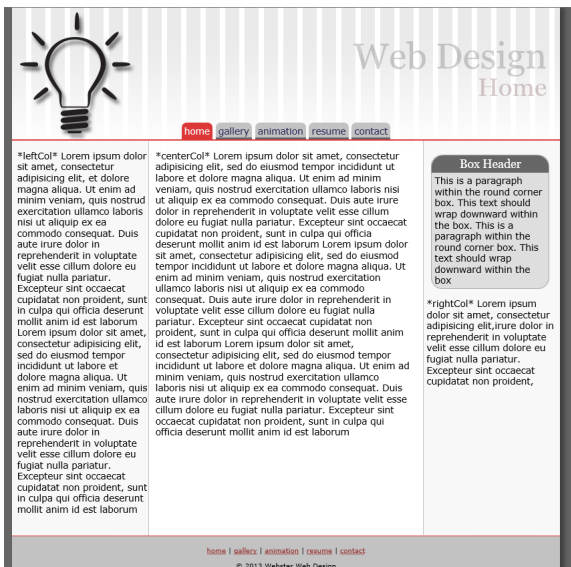 Web Design
Home
home gallery animation resume contact
*leftCol* Lorem ipsum dolor
sit amet, consectetur
adipisicing elit, et dolore
magna aliqua. Ut enim ad
minim veniam, quis nostrud
exercitation ullamco laboris
nisi ut aliquip ex ea
commodo consequat. Duis
aute irure dolor in
reprehenderit in voluptate
velit esse cillum dolore eu
fugiat nulla pariatur.
Excepteur sint occaecat
cupidatat non proident, sunt
in culpa qui officia deserunt
mollit anim id est laborum
Lorem ipsum dolor sit amet,
consectetur adipisicing elit,
sed do eiusmod tempor
incididunt ut labore et
dolore magna aliqua. Ut
enim ad minim veniam, quis
nostrud exercitation ullamco
laboris nisi ut aliquip ex ea
commodo consequat. Duis
aute irure dolor in
reprehenderit in voluptate
velit esse cillum dolore eu
fugiat nulla pariatur.
Excepteur sint occaecat
cupidatat non proident, sunt
in culpa qui officia deserunt
mollit anim id est laborum
*centerCol* Lorem ipsum dolor sit amet, consectetur
adipisicing elit, sed do eiusmod tempor incididunt ut
labore et dolore magna aliqua. Ut enim ad minim
veniam, quis nostrud exercitation ullamco laboris nisi
ut aliquip ex ea commodo consequat. Duis aute irure
dolor in reprehenderit in voluptate velit esse cillum
dolore eu fugiat nulla pariatur. Excepteur sint occaecat
cupidatat non proident, sunt in culpa qui officia
deserunt mollit anim id est laborum Lorem ipsum dolor
sit amet, consectetur adipisicing elit, sed do eiusmod
tempor incididunt ut labore et dolore magna aliqua. Ut
enim ad minim veniam, quis nostrud exercitation
ullamco laboris nisi ut aliquip ex ea commodo
consequat. Duis aute irure dolor in reprehenderit in
voluptate velit esse cillum dolore eu fugiat nulla
pariatur. Excepteur sint occaecat cupidatat non
proident, sunt in culpa qui officia deserunt mollit anim
id est laborum Lorem ipsum dolor sit amet,
consectetur adipisicing elit, sed do eiusmod tempor
incididunt ut labore et dolore magna aliqua. Ut enim ad
minim veniam, quis nostrud exercitation ullamco
laboris nisi ut aliquip ex ea commodo consequat. Duis
aute irure dolor in reprehenderit in voluptate velit esse
cillum dolore eu fugiat nulla pariatur. Excepteur sint
occaecat cupidatat non proident, sunt in culpa qui
officia deserunt mollit anim id est laborum
Box Header
This is a paragraph
within the round corner
box. This text should
wrap downward within
the box. This is a
paragraph within the
round corner box. This
text should wrap
downward within the
box
*rightCol* Lorem ipsum
dolor sit amet, consectetur
adipisicing elit,irure dolor in
reprehenderit in voluptate
velit esse cillum dolore eu
fugiat nulla pariatur.
Excepteur sint occaecat
cupidatat non proident,
home | gallery | animation | resume | contact
© 2013 Webster Web Design